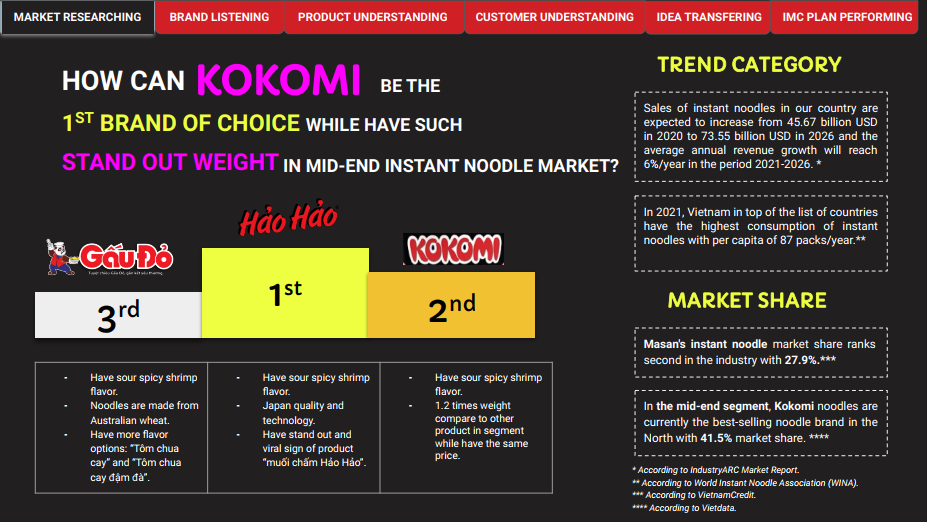 MARKET RESEARCHING
BRAND LISTENING
PRODUCT UNDERSTANDING
CUSTOMER UNDERSTANDING
IDEA TRANSFERING
IMC PLAN PERFORMING
HOW CAN KOKOMI BE THE
1ST BRAND OF CHOICE WHILE HAVE SUCH
STAND OUT WEIGHT IN MID-END INSTANT NOODLE MARKET?
Gấu Đỏ
3rd
Hảo Hảo
1st
KOKOMI
2nd
- Have sour spicy shrimp
flavor.
- Noodles are made from
Australian wheat.
- Have more flavor
options: “Tôm chua
cay” and “Tôm chua
cay đậm đà”.
- Have sour spicy shrimp
flavor.
- Japan quality and
technology.
- Have stand out and
viral sign of product
“muối chấm Hảo Hảo”.
- Have sour spicy shrimp
flavor.
- 1.2 times weight
compare to other
product in segment
while have the same
price.
TREND CATEGORY
Sales of instant noodles in our country are
expected to increase from 45.67 billion USD
in 2020 to 73.55 billion USD in 2026 and the
average annual revenue growth will reach
6%/year in the period 2021-2026. *
In 2021, Vietnam in top of the list of countries
have the highest consumption of instant
noodles with per capita of 87 packs/year.**
MARKET SHARE
Masan's instant noodle market share ranks
second in the industry with 27.9%.***
In the mid-end segment, Kokomi noodles are
currently the best-selling noodle brand in the
North with 41.5% market share. ****
* According to IndustryARC Market Report.
** According to World Instant Noodle Association (WINA).
*** According to VietnamCredit.
**** According to Vietdata.